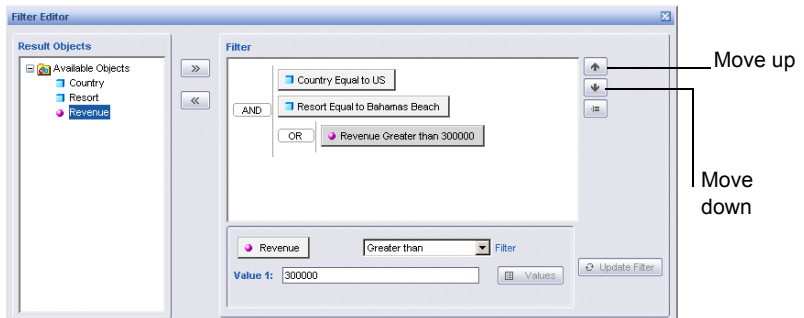 Filter Editor
Result Objects
Available Objects
Country
Resort
Revenue
Filter
Country Equal to US
AND
Resort Equal to Bahamas Beach
OR
Revenue Greater than 300000
Revenue
Greater than
Filter
Value 1:
300000
Values
Update Filter
Move up
Move
down